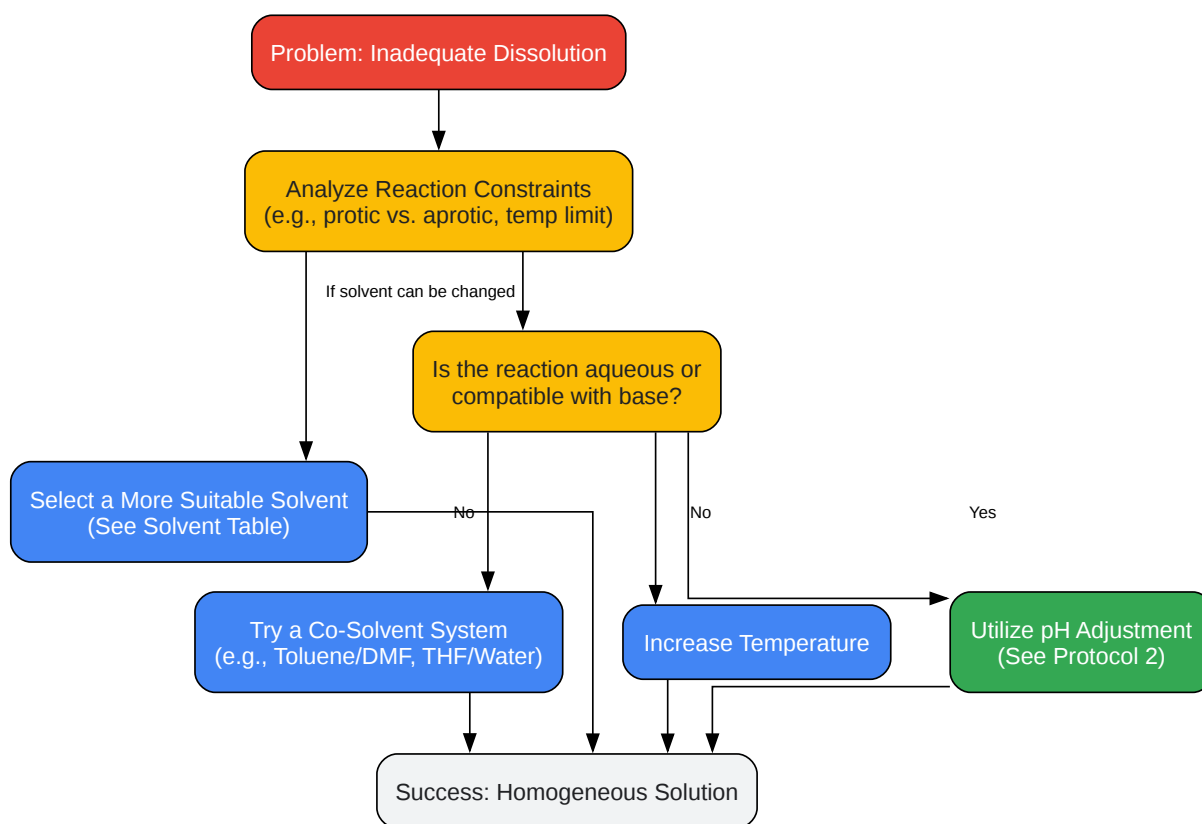 Problem: Inadequate Dissolution
Analyze Reaction Constraints
(e.g., protic vs. aprotic, temp limit)
If solvent can be changed
Is the reaction aqueous or
compatible with base?
Select a More Suitable Solvent
(See Solvent Table)
No
No
Yes
Try a Co-Solvent System
(e.g., Toluene/DMF, THF/Water)
Increase Temperature
Utilize pH Adjustment
(See Protocol 2)
Success: Homogeneous Solution